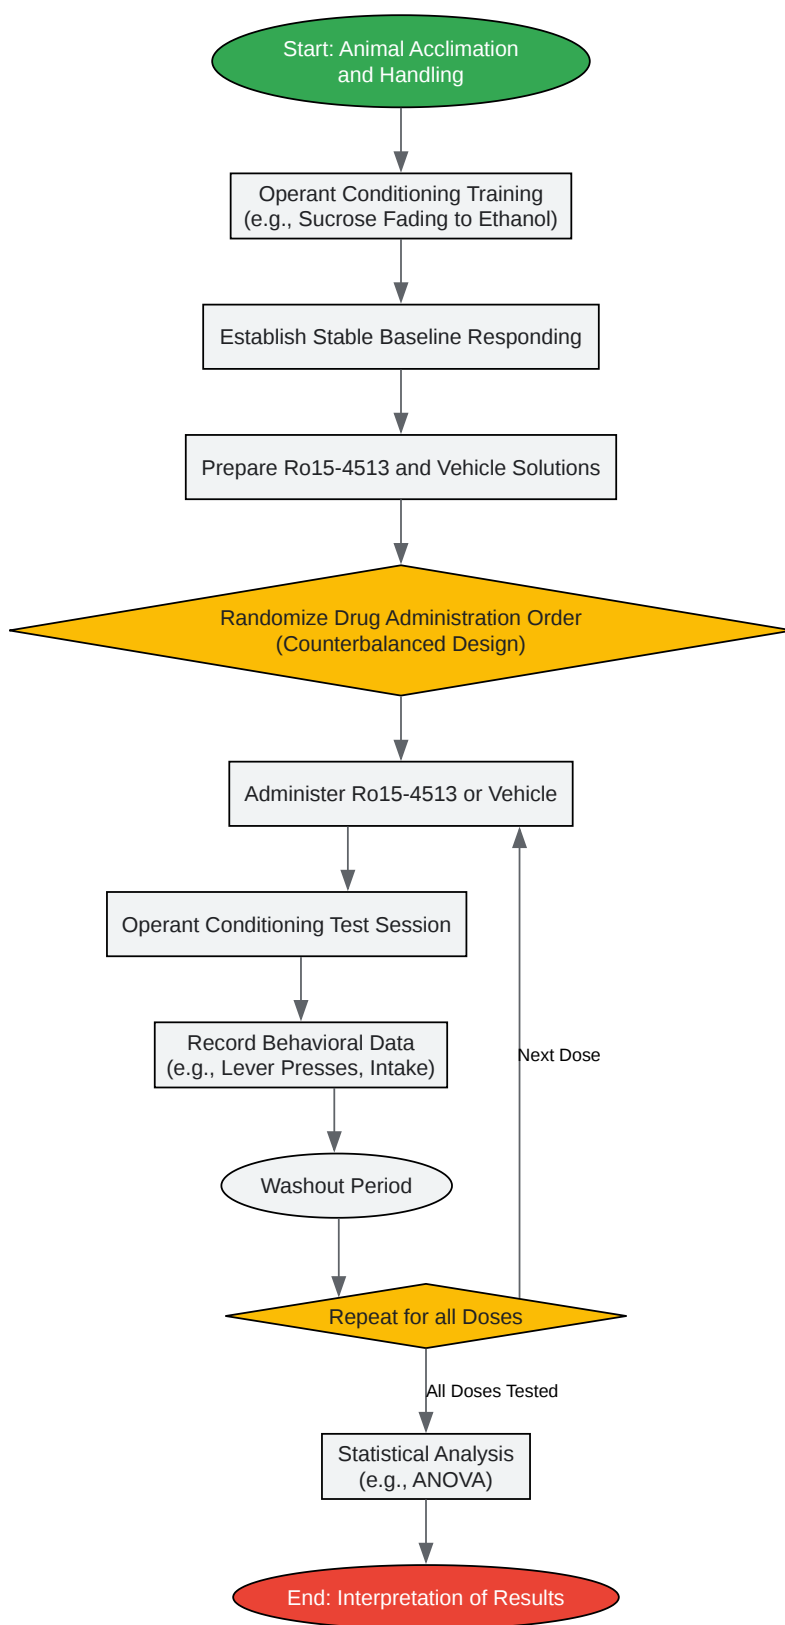 Start: Animal Acclimation
and Handling
Operant Conditioning Training
(e.g., Sucrose Fading to Ethanol)
Establish Stable Baseline Responding
Prepare Ro15-4513 and Vehicle Solutions
Randomize Drug Administration Order
(Counterbalanced Design)
Administer Ro15-4513 or Vehicle
Operant Conditioning Test Session
Record Behavioral Data
(e.g., Lever Presses, Intake)
Next Dose
Washout Period
Repeat for all Doses
All Doses Tested
Statistical Analysis
(e.g., ANOVA)
End: Interpretation of Results